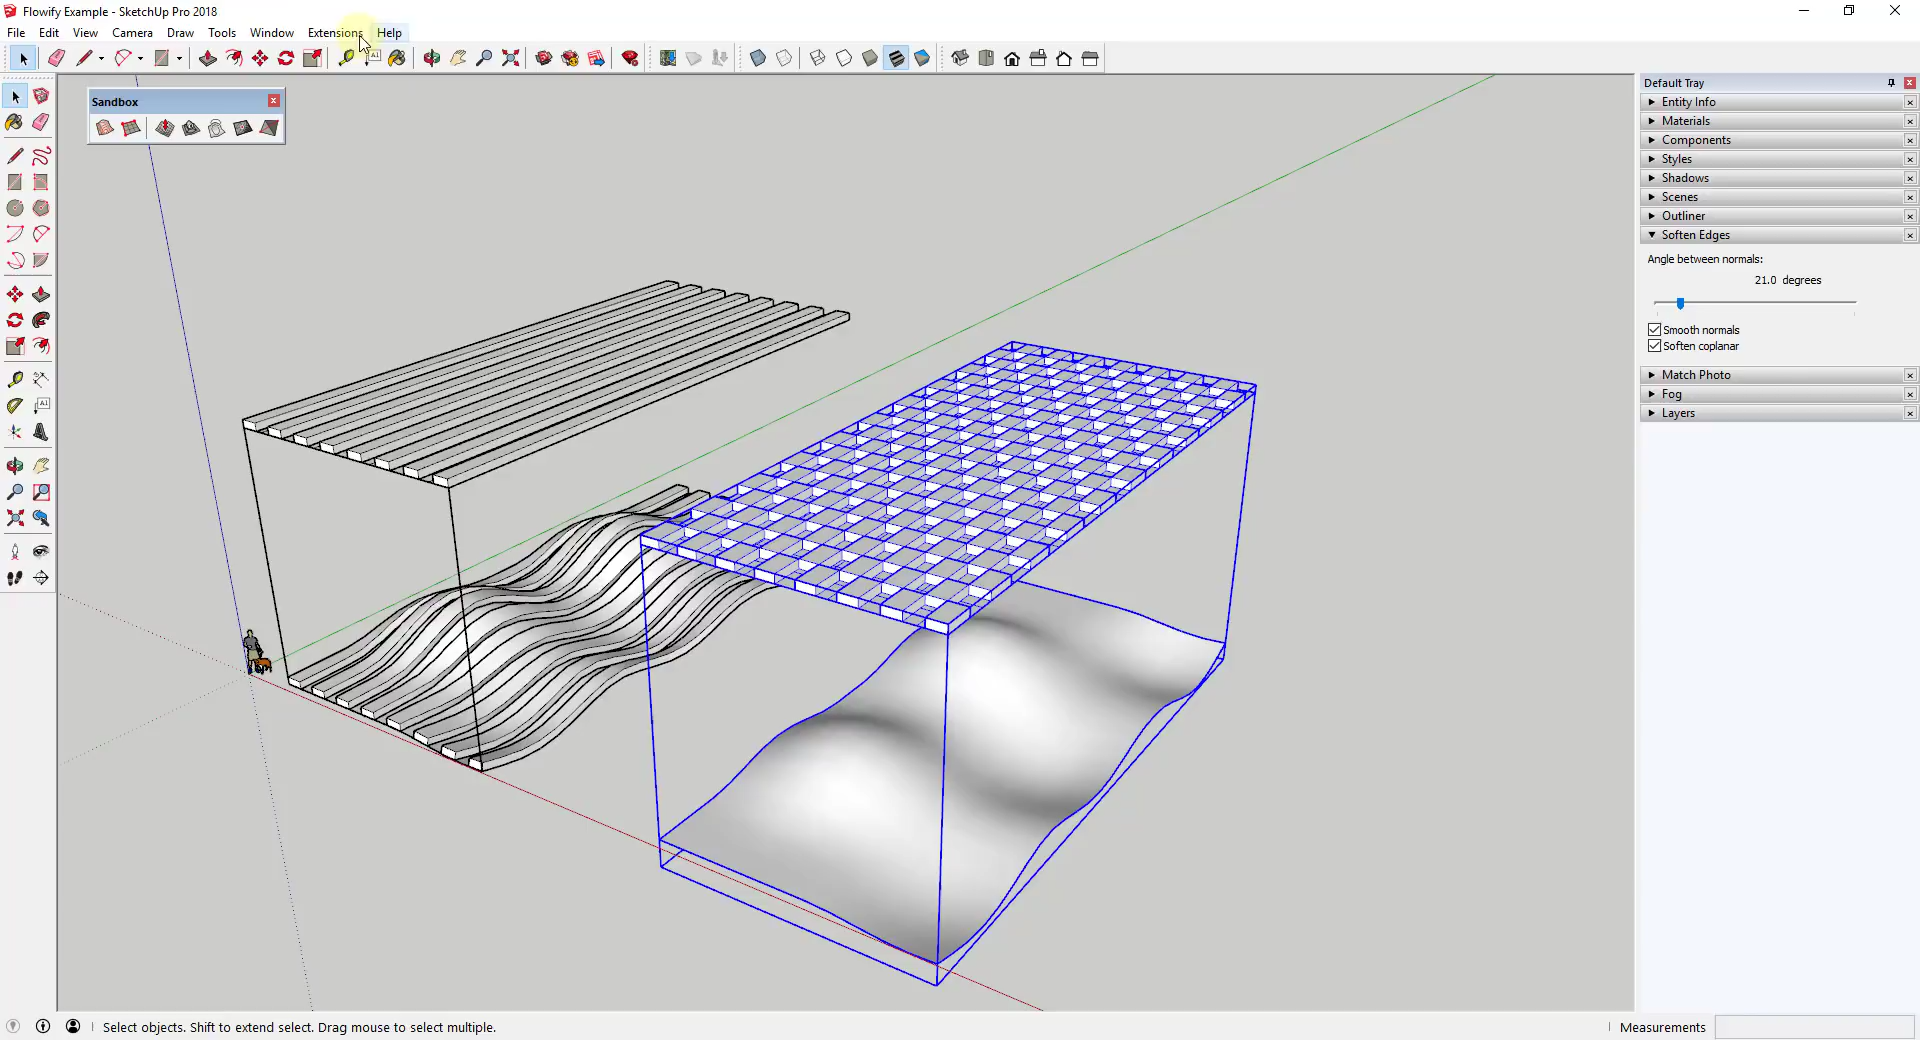 Flowify Example - SketchUp Pro 2018
File Edit View Camera Draw Tools Window Extensions Help
Sandbox
Default Tray
Entity Info
Materials
Components
Styles
Shadows
Scenes
Outliner
Soften Edges
Angle between normals:
21.0 degrees
Smooth normals
Soften coplanar
Match Photo
Fog
Layers
Select objects. Shift to extend select. Drag mouse to select multiple.
Measurements